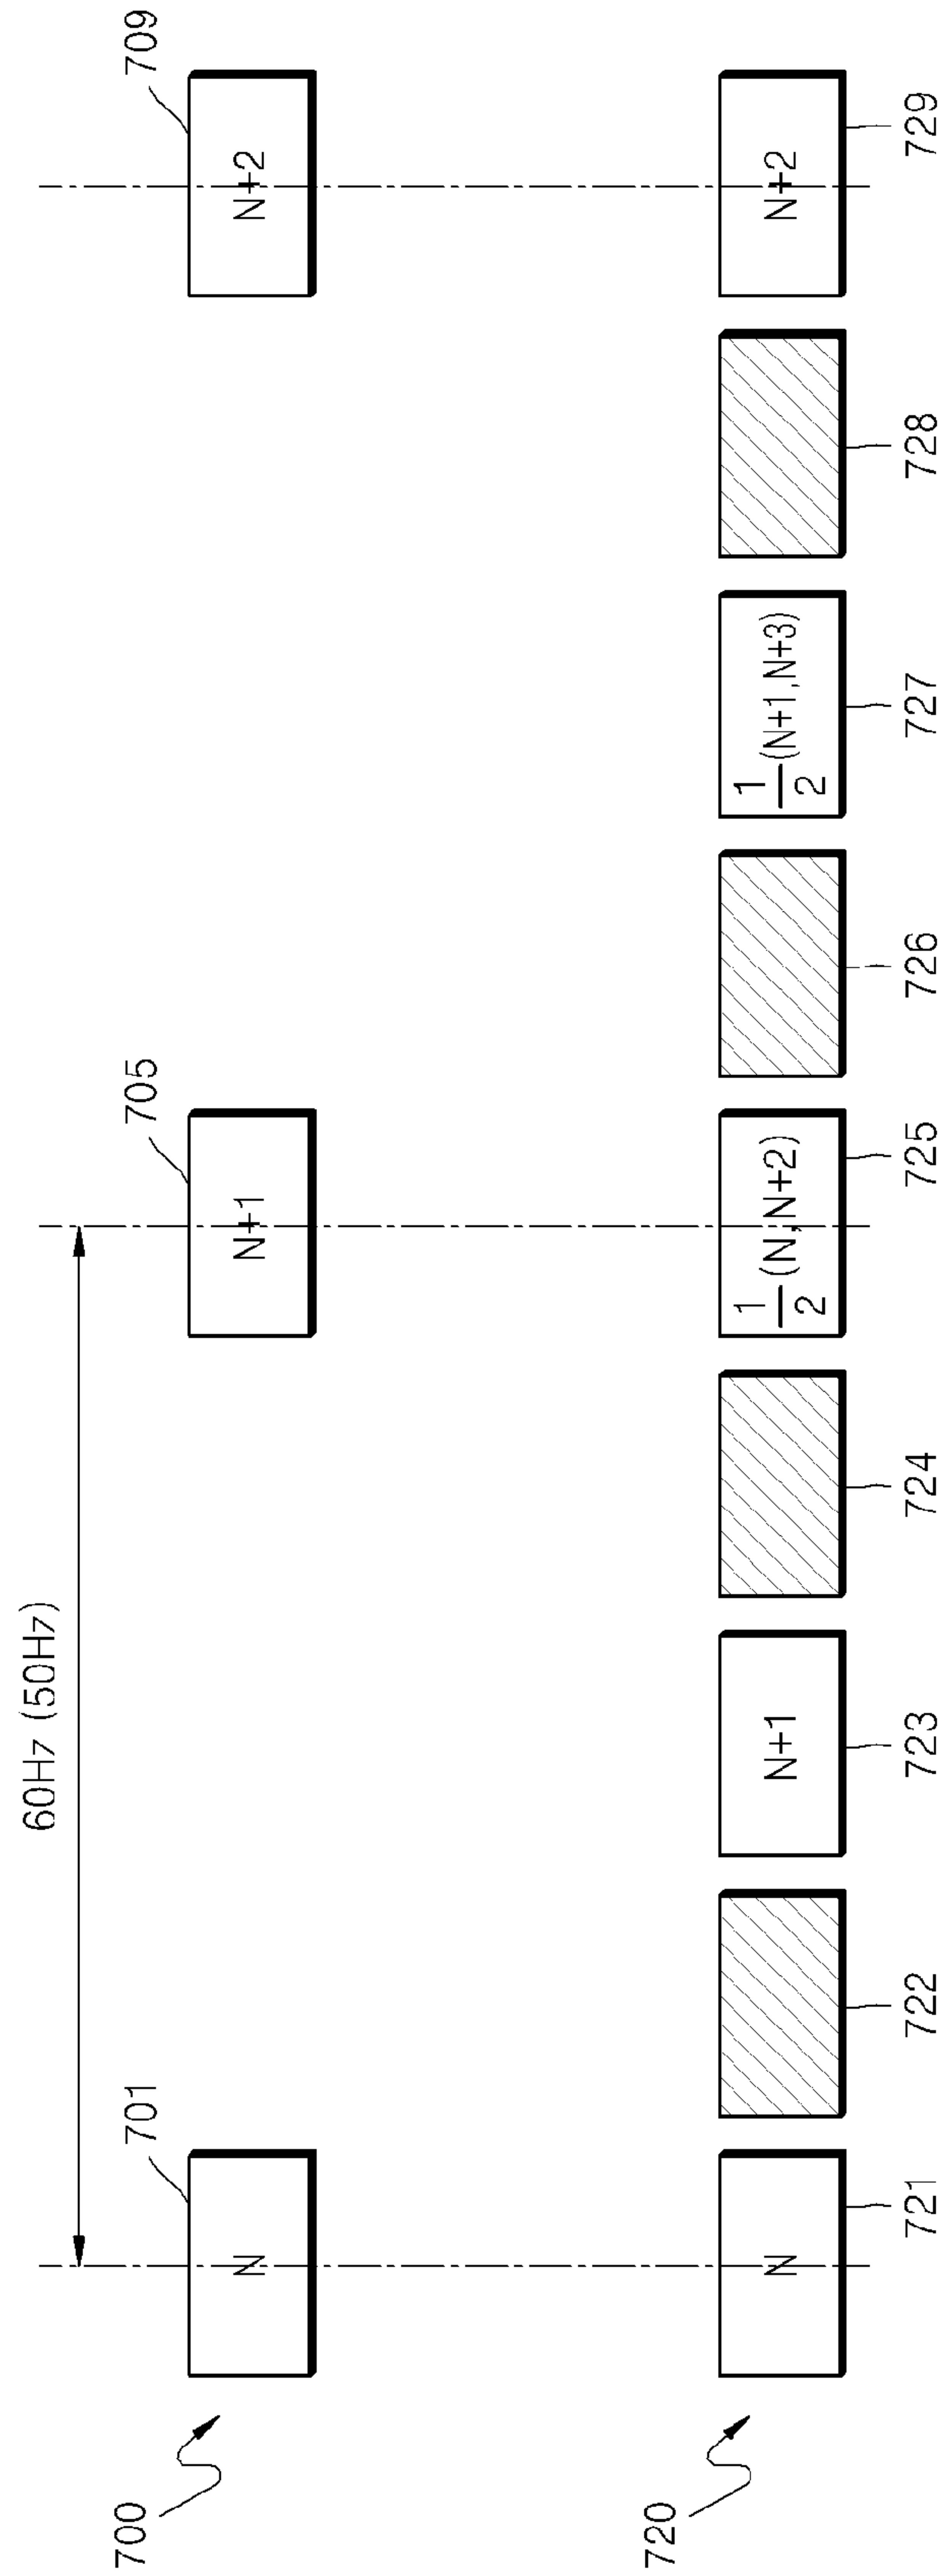 60Hz (50Hz)
700
701
705
709
N
N+1
N+2
720
N
N+1
1/2 (N, N+2)
1/2 (N+1,N+3)
N+2
721
722
723
724
725
726
727
728
729